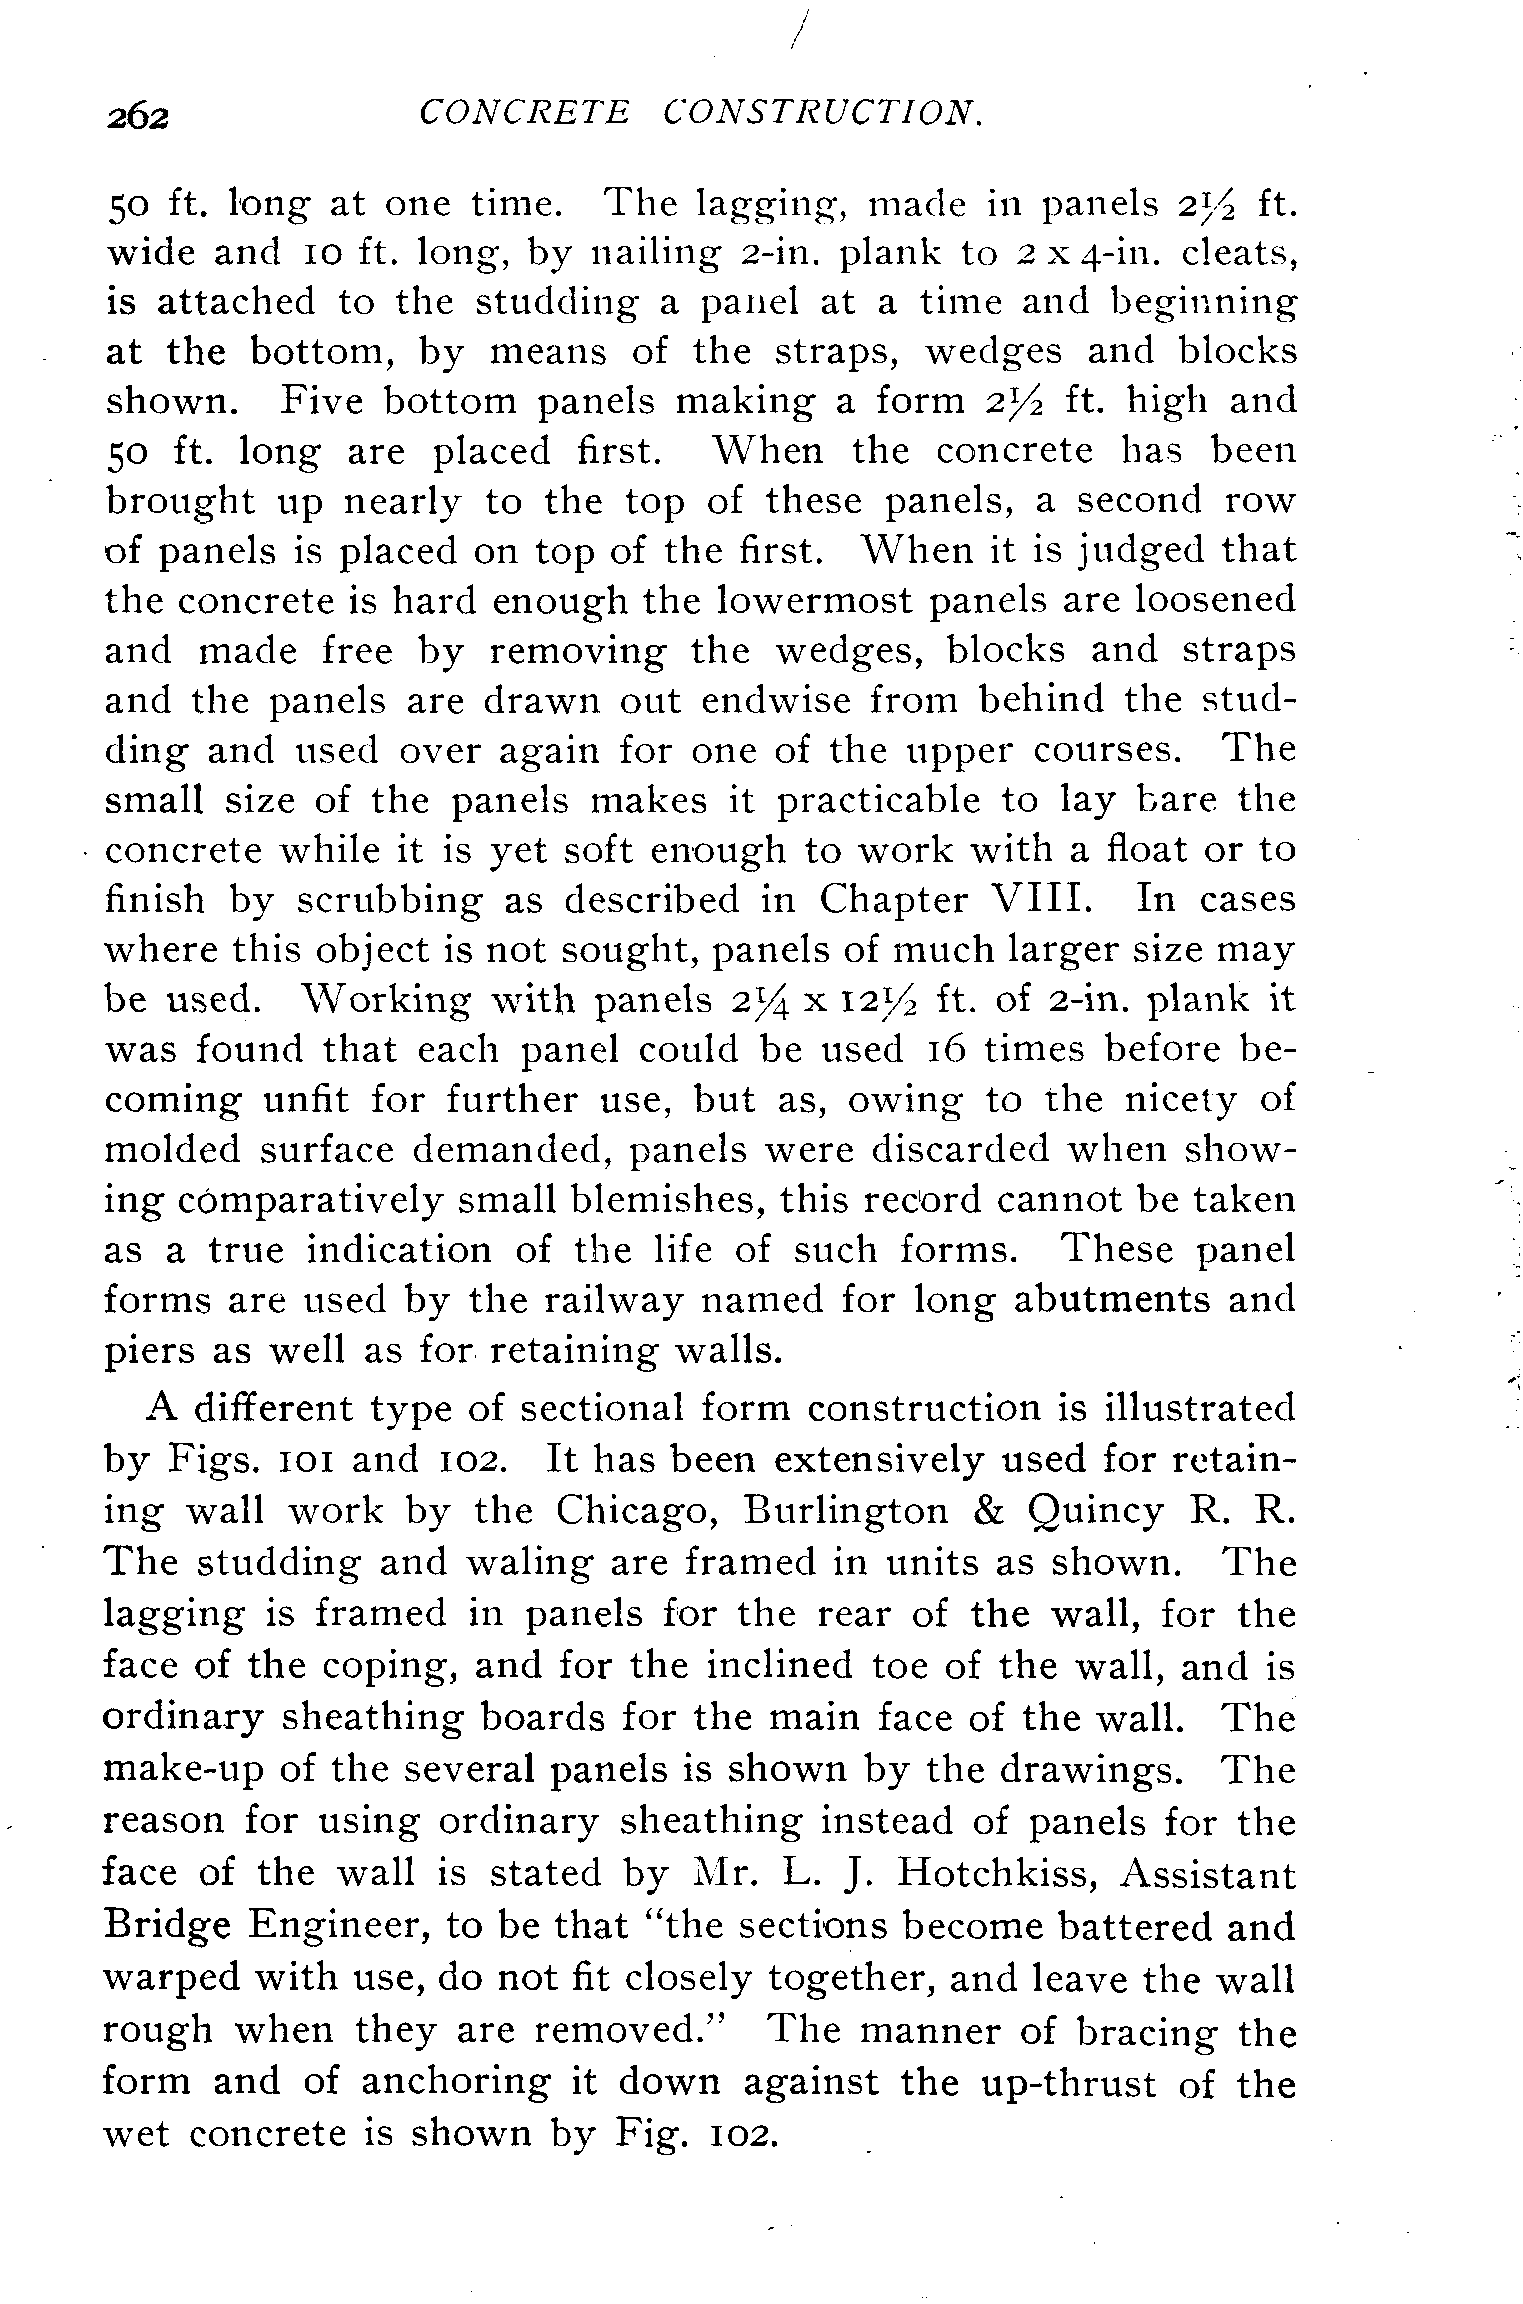 262 CONCRETE CONSTRUCTION.
50 ft. long at one time. The lagging, made in panels 2½ ft.
wide and 10 ft. long, by nailing 2-in. plank to 2 x 4-in. cleats,
is attached to the studding a panel at a time and beginning
at the bottom, by means of the straps, wedges and blocks
shown. Five bottom panels making a form 2½ ft. high and
50 ft. long are placed first. When the concrete has been
brought up nearly to the top of these panels, a second row
of panels is placed on top of the first. When it is judged that
the concrete is hard enough the lowermost panels are loosened
and made free by removing the wedges, blocks and straps
and the panels are drawn out endwise from behind the stud-
ding and used over again for one of the upper courses. The
small size of the panels makes it practicable to lay bare the
concrete while it is yet soft enough to work with a float or to
finish by scrubbing as described in Chapter VIII. In cases
where this object is not sought, panels of much larger size may
be used. Working with panels 2¼ x 12½ ft. of 2-in. plank it
was found that each panel could be used 16 times before be-
coming unfit for further use, but as, owing to the nicety of
molded surface demanded, panels were discarded when show-
ing comparatively small blemishes, this record cannot be taken
as a true indication of the life of such forms. These panel
forms are used by the railway named for long abutments and
piers as well as for retaining walls.
A different type of sectional form construction is illustrated
by Figs. 101 and 102. It has been extensively used for retain-
ing wall work by the Chicago, Burlington & Quincy R. R.
The studding and waling are framed in units as shown. The
lagging is framed in panels for the rear of the wall, for the
face of the coping, and for the inclined toe of the wall, and is
ordinary sheathing boards for the main face of the wall. The
make-up of the several panels is shown by the drawings. The
reason for using ordinary sheathing instead of panels for the
face of the wall is stated by Mr. L. J. Hotchkiss, Assistant
Bridge Engineer, to be that “the sections become battered and
warped with use, do not fit closely together, and leave the wall
rough when they are removed.” The manner of bracing the
form and of anchoring it down against the up-thrust of the
wet concrete is shown by Fig. 102.